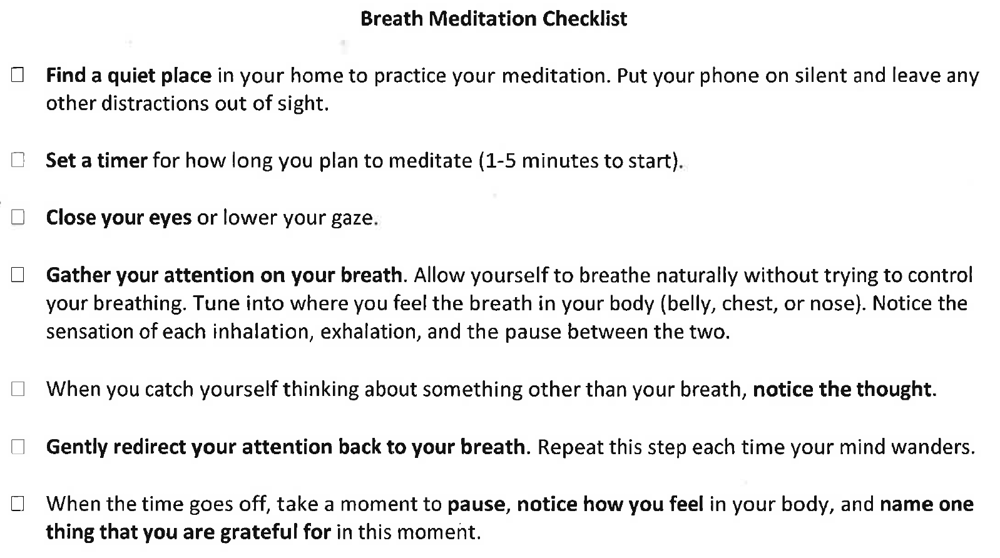 Breath Meditation Checklist
☐ Find a quiet place in your home to practice your meditation. Put your phone on silent and leave any
other distractions out of sight.
☐ Set a timer for how long you plan to meditate (1-5 minutes to start).
☐ Close your eyes or lower your gaze.
☐ Gather your attention on your breath. Allow yourself to breathe naturally without trying to control
your breathing. Tune into where you feel the breath in your body (belly, chest, or nose). Notice the
sensation of each inhalation, exhalation, and the pause between the two.
☐ When you catch yourself thinking about something other than your breath, notice the thought.
☐ Gently redirect your attention back to your breath. Repeat this step each time your mind wanders.
☐ When the time goes off, take a moment to pause, notice how you feel in your body, and name one
thing that you are grateful for in this moment.